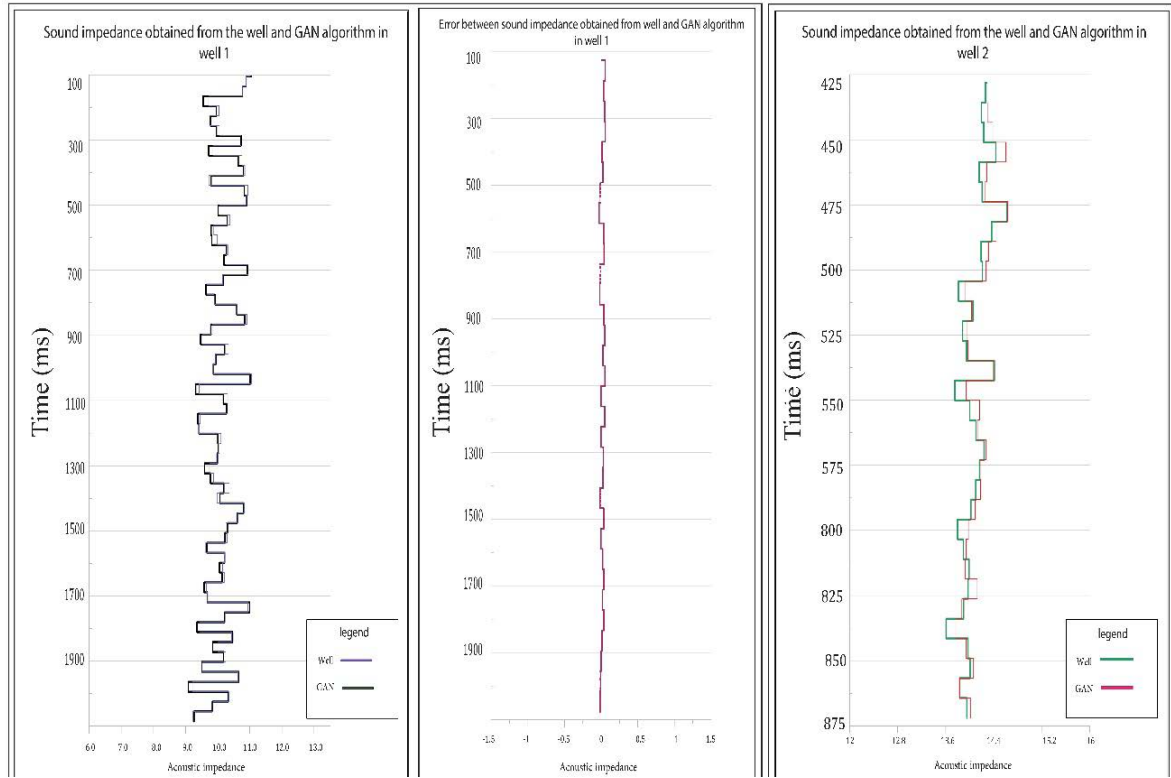 Sound impedance obtained from the well and GAN algorithm in
well 1
100
300
500
700
900
1100
1300
1500
1700
1900
Time (ms)
6.0 8.0 9.0 10.0 11.0 12.0 13.0
Acoustic impedance
legend
Well
GAN
Error between sound impedance obtained from well and GAN algorithm
in well 1
100
300
500
700
900
1100
1300
1500
1700
1900
Time (ms)
-1.5 -1 -0.5 0 0.5 1 1.5
Acoustic impedance
Sound impedance obtained from the well and GAN algorithm in
well 2
425
450
475
500
525
550
575
800
825
850
875
Time (ms)
12 12.8 13.6 17.4 15.2 16
Acoustic impedance
legend
Well
GAN